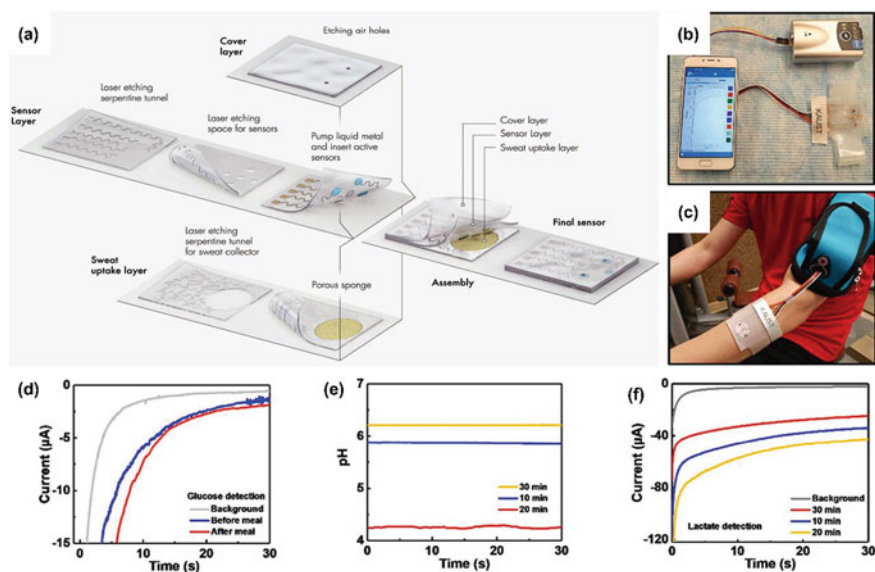 (a)
Cover
layer
Etching air holes
Sensor
Layer
Laser etching
serpentine tunnel
Laser etching
space for sensors
Pump liquid metal
and insert active
sensors
Cover layer
Sensor Layer
Sweat uptake layer
Final sensor
Assembly
Sweat
uptake layer
Laser etching
serpentine tunnel
for sweat collector
Porous sponge
(b)
KAUST
(c)
KAUST
(d)
Current (µA)
0
-5
-10
-15
Glucose detection
Background
Before meal
After meal
0
10
20
30
Time (s)
(e)
pH
7
6
5
4
30 min
10 min
20 min
0
10
20
30
Time (s)
(f)
Current (µA)
0
-40
-80
-120
Background
30 min
10 min
20 min
Lactate detection
0
10
20
30
Time (s)